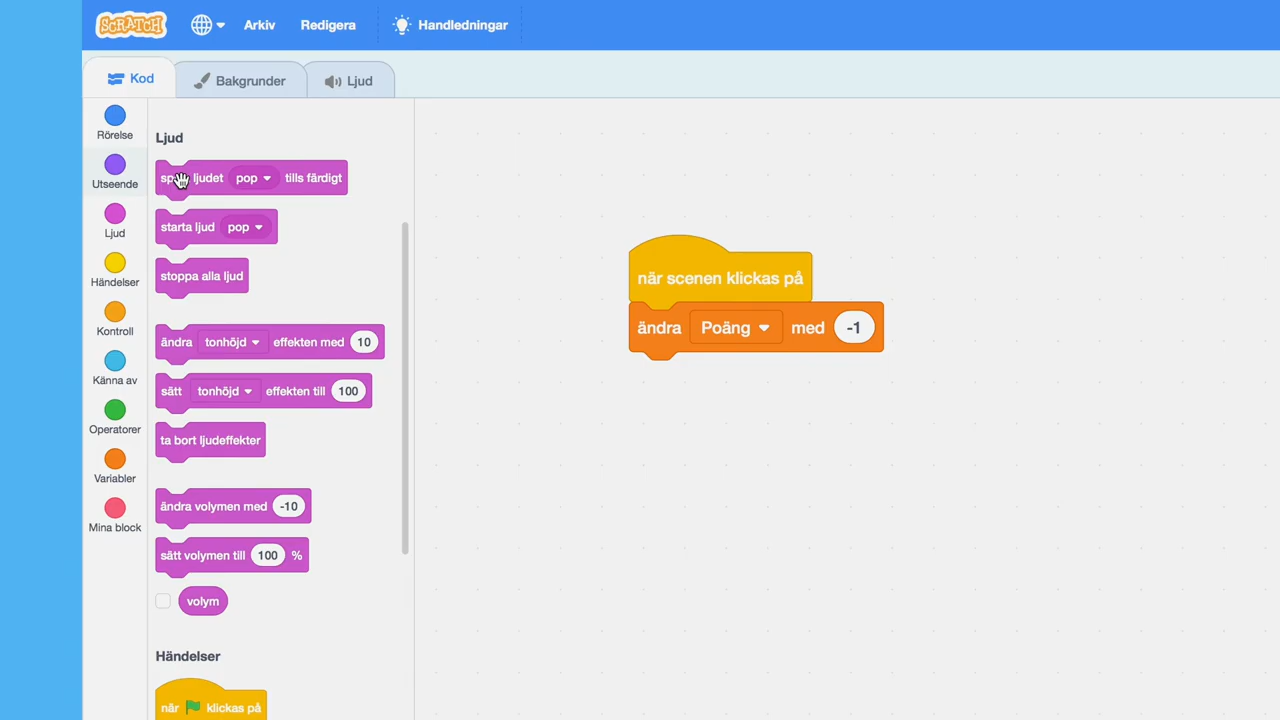 SCRATCH Arkiv Redigera Handledningar
Kod Bakgrunder Ljud
Rörelse
Utseende
Ljud
Händelser
Kontroll
Känna av
Operatorer
Variabler
Mina block
Ljud
ljudet pop tills färdigt
starta ljud pop
stoppa alla ljud
ändra tonhöjd effekten med 10
sätt tonhöjd effekten till 100
ta bort ljudeffekter
ändra volymen med -10
sätt volymen till 100 %
volym
Händelser
när klickas på
när scenen klickas på
ändra Poäng med -1